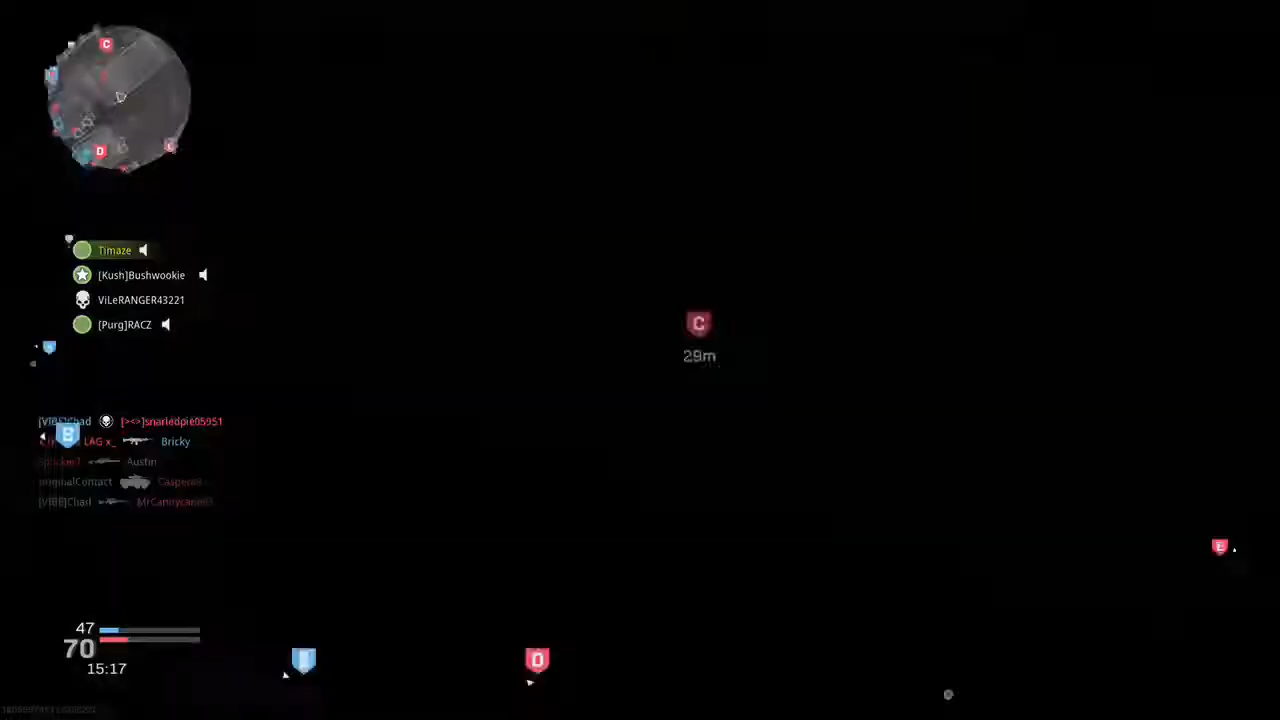 C
D
Timaze
[Kush]Bushwookie
ViLeRANGER43221
[Purg]RACZ
C
29m
[VIBE]Chad [><>]snarledpie05951
B
LAG x_ Bricky
Austin
originalContact
[VIBE]Chad
E
47
70
15:17
D